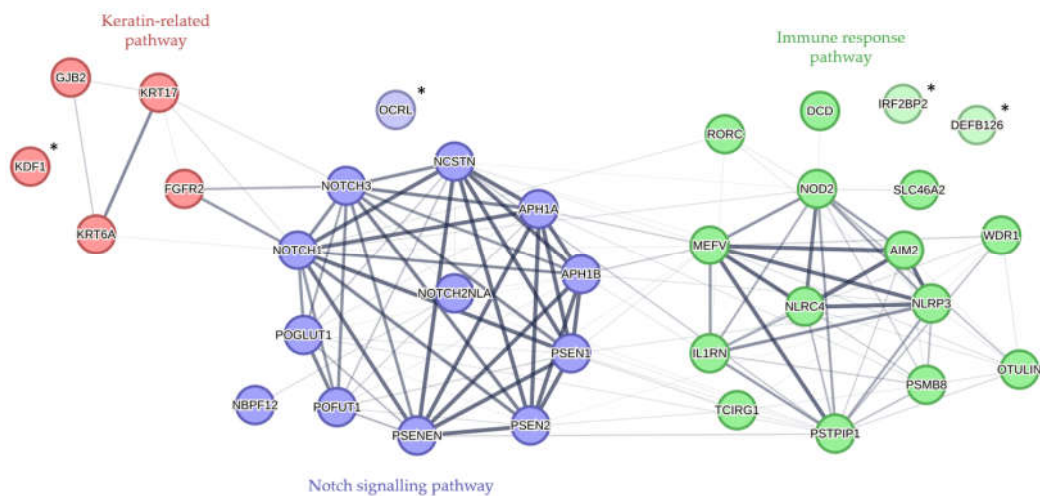 Keratin-related
pathway
GJB2
KRT17
KDF1 *
FGFR2
KRT6A
OCRL *
NCSTN
NOTCH3
APH1A
NOTCH1
APH1B
NOTCH2NLA
POGLUT1
PSEN1
NBPF12
POFUT1
PSENEN
PSEN2
Notch signalling pathway
Immune response
pathway
IRF2BP2 *
DCD
DEFB126 *
RORC
NOD2
SLC46A2
WDR1
MEFV
AIM2
NLRC4
NLRP3
IL1RN
OTULIN
PSMB8
TCIRG1
PSTPIP1